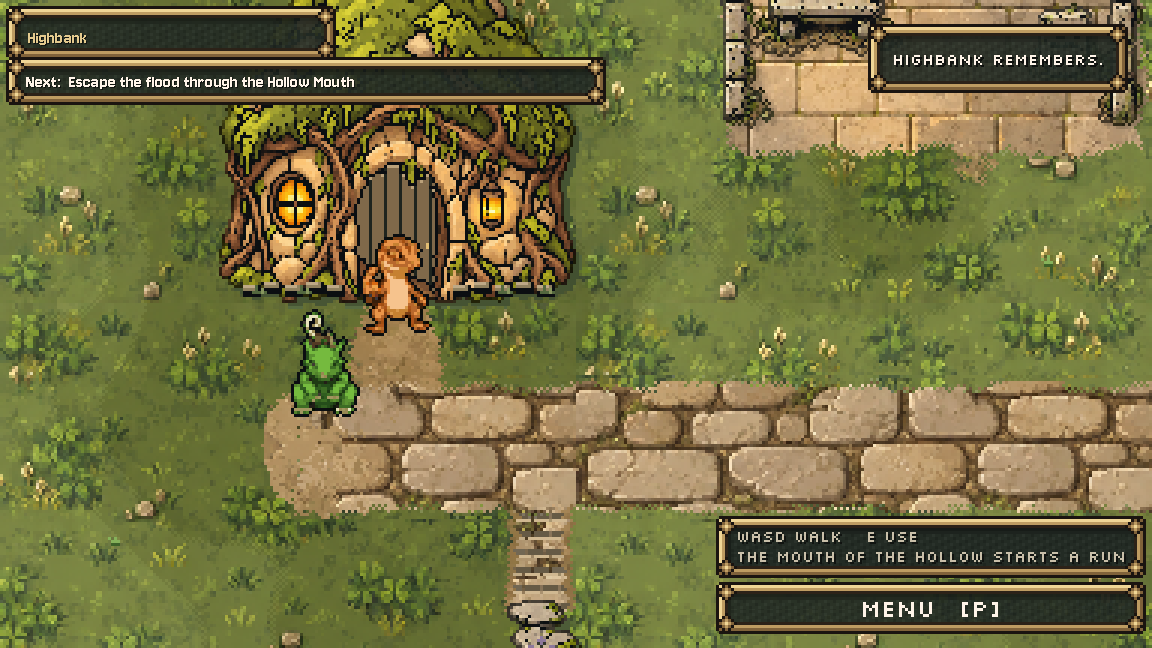 Highbank
Next: Escape the flood through the Hollow Mouth
HIGHBANK REMEMBERS.
WASD WALK E USE
THE MOUTH OF THE HOLLOW STARTS A RUN
MENU [P]